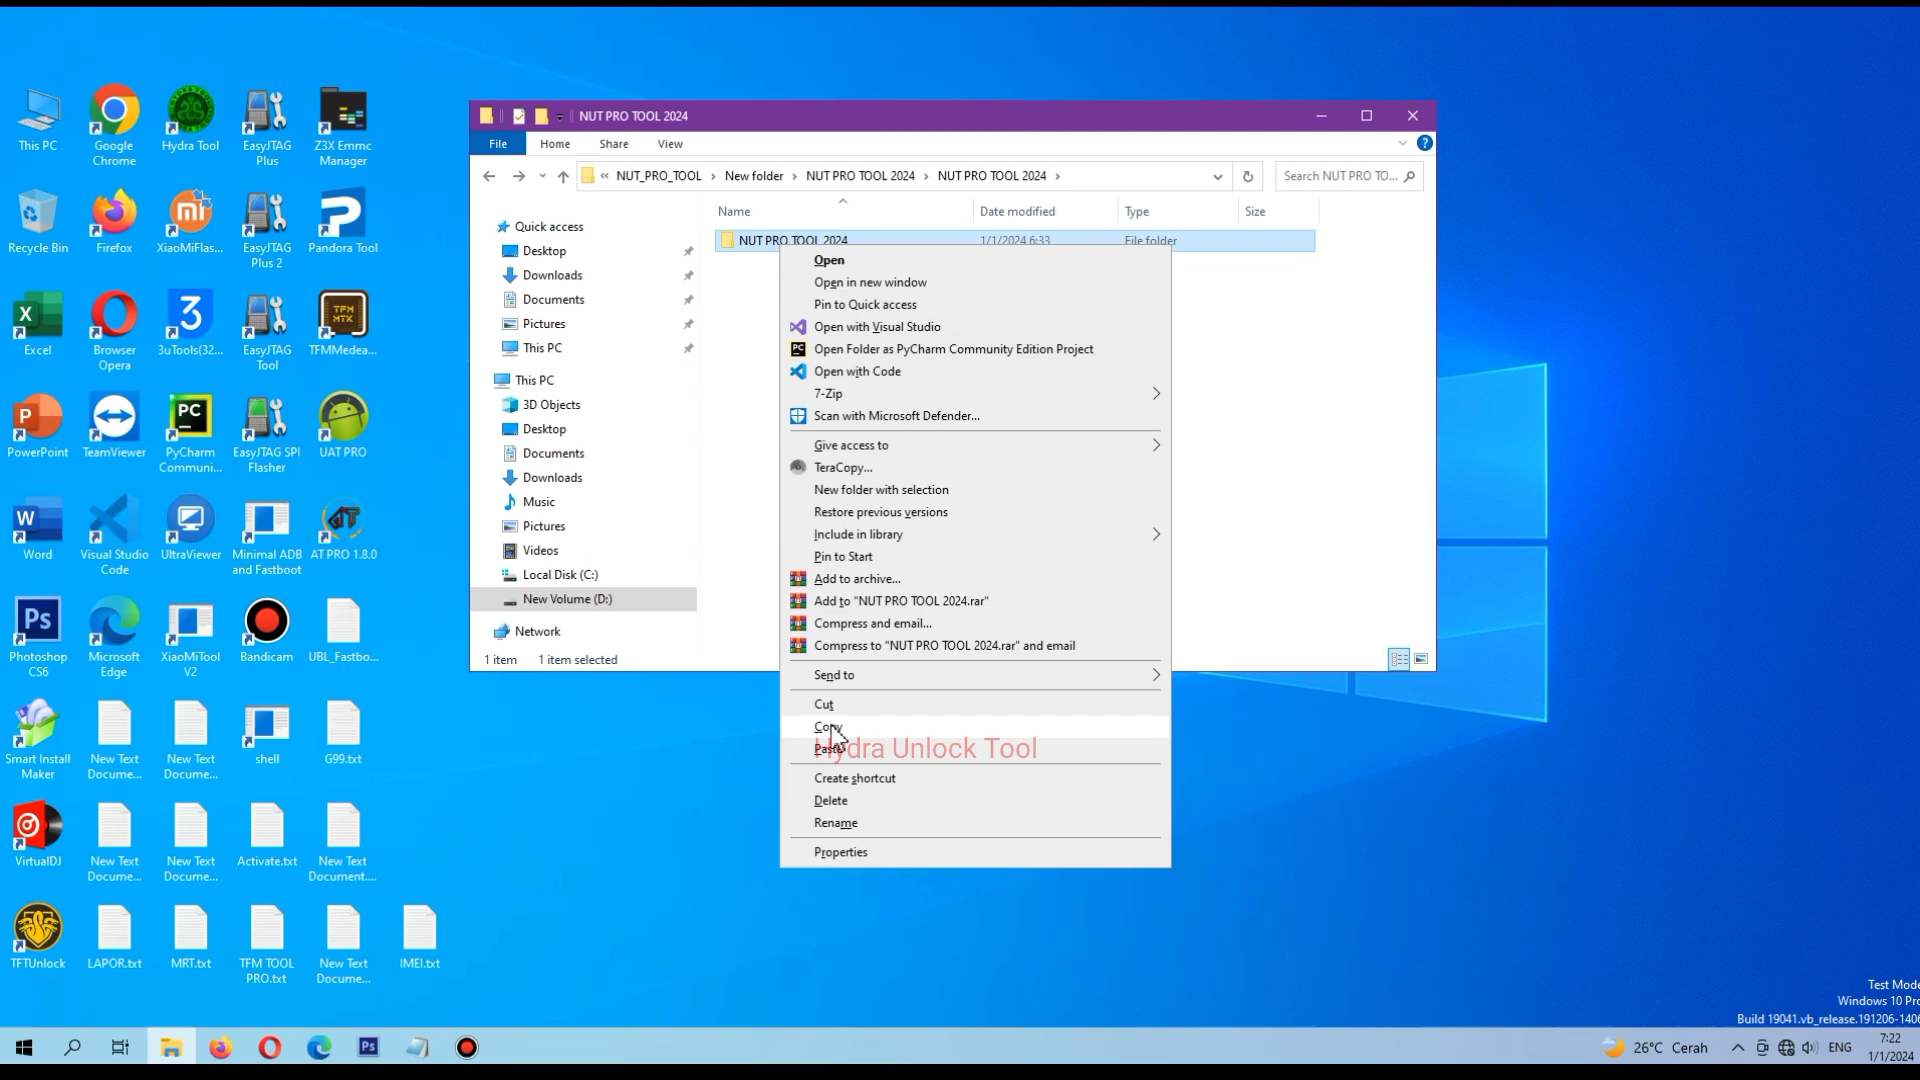 This PC
Google
Chrome
Hydra Tool
EasyJTAG
Plus
Z3X Emmc
Manager
Recycle Bin
Firefox
XiaoMiFlas...
EasyJTAG
Plus 2
Pandora Tool
Excel
Browser
Opera
3uTools(32...
EasyJTAG
Tool
TFMMedea...
PowerPoint
TeamViewer
PyCharm
Communi...
EasyJTAG SPI
Flasher
UAT PRO
Word
Visual Studio
Code
UltraViewer
Minimal ADB
and Fastboot
AT PRO 1.8.0
Photoshop
CS6
Microsoft
Edge
XiaoMiTool
V2
Bandicam
UBL_Fastbo...
Smart Install
Maker
New Text
Docume...
New Text
Docume...
shell
G99.txt
VirtualDJ
New Text
Docume...
New Text
Docume...
Activate.txt
New Text
Document....
TFTUnlock
LAPOR.txt
MRT.txt
TFM TOOL
PRO.txt
New Text
Docume...
IMEI.txt
NUT PRO TOOL 2024
File Home Share View
« NUT_PRO_TOOL › New folder › NUT PRO TOOL 2024 › NUT PRO TOOL 2024 ›
Search NUT PRO TO...
Name Date modified Type Size
NUT PRO TOOL 2024 1/1/2024 6:33 File folder
Quick access
Desktop
Downloads
Documents
Pictures
This PC
This PC
3D Objects
Desktop
Documents
Downloads
Music
Pictures
Videos
Local Disk (C:)
New Volume (D:)
Network
1 item 1 item selected
Open
Open in new window
Pin to Quick access
Open with Visual Studio
Open Folder as PyCharm Community Edition Project
Open with Code
7-Zip
Scan with Microsoft Defender...
Give access to
TeraCopy...
New folder with selection
Restore previous versions
Include in library
Pin to Start
Add to archive...
Add to "NUT PRO TOOL 2024.rar"
Compress and email...
Compress to "NUT PRO TOOL 2024.rar" and email
Send to
Cut
Copy
Paste
Hydra Unlock Tool
Create shortcut
Delete
Rename
Properties
Test Mode
Windows 10 Pro
Build 19041.vb_release.191206-1406
26°C Cerah
ENG
7:22
1/1/2024